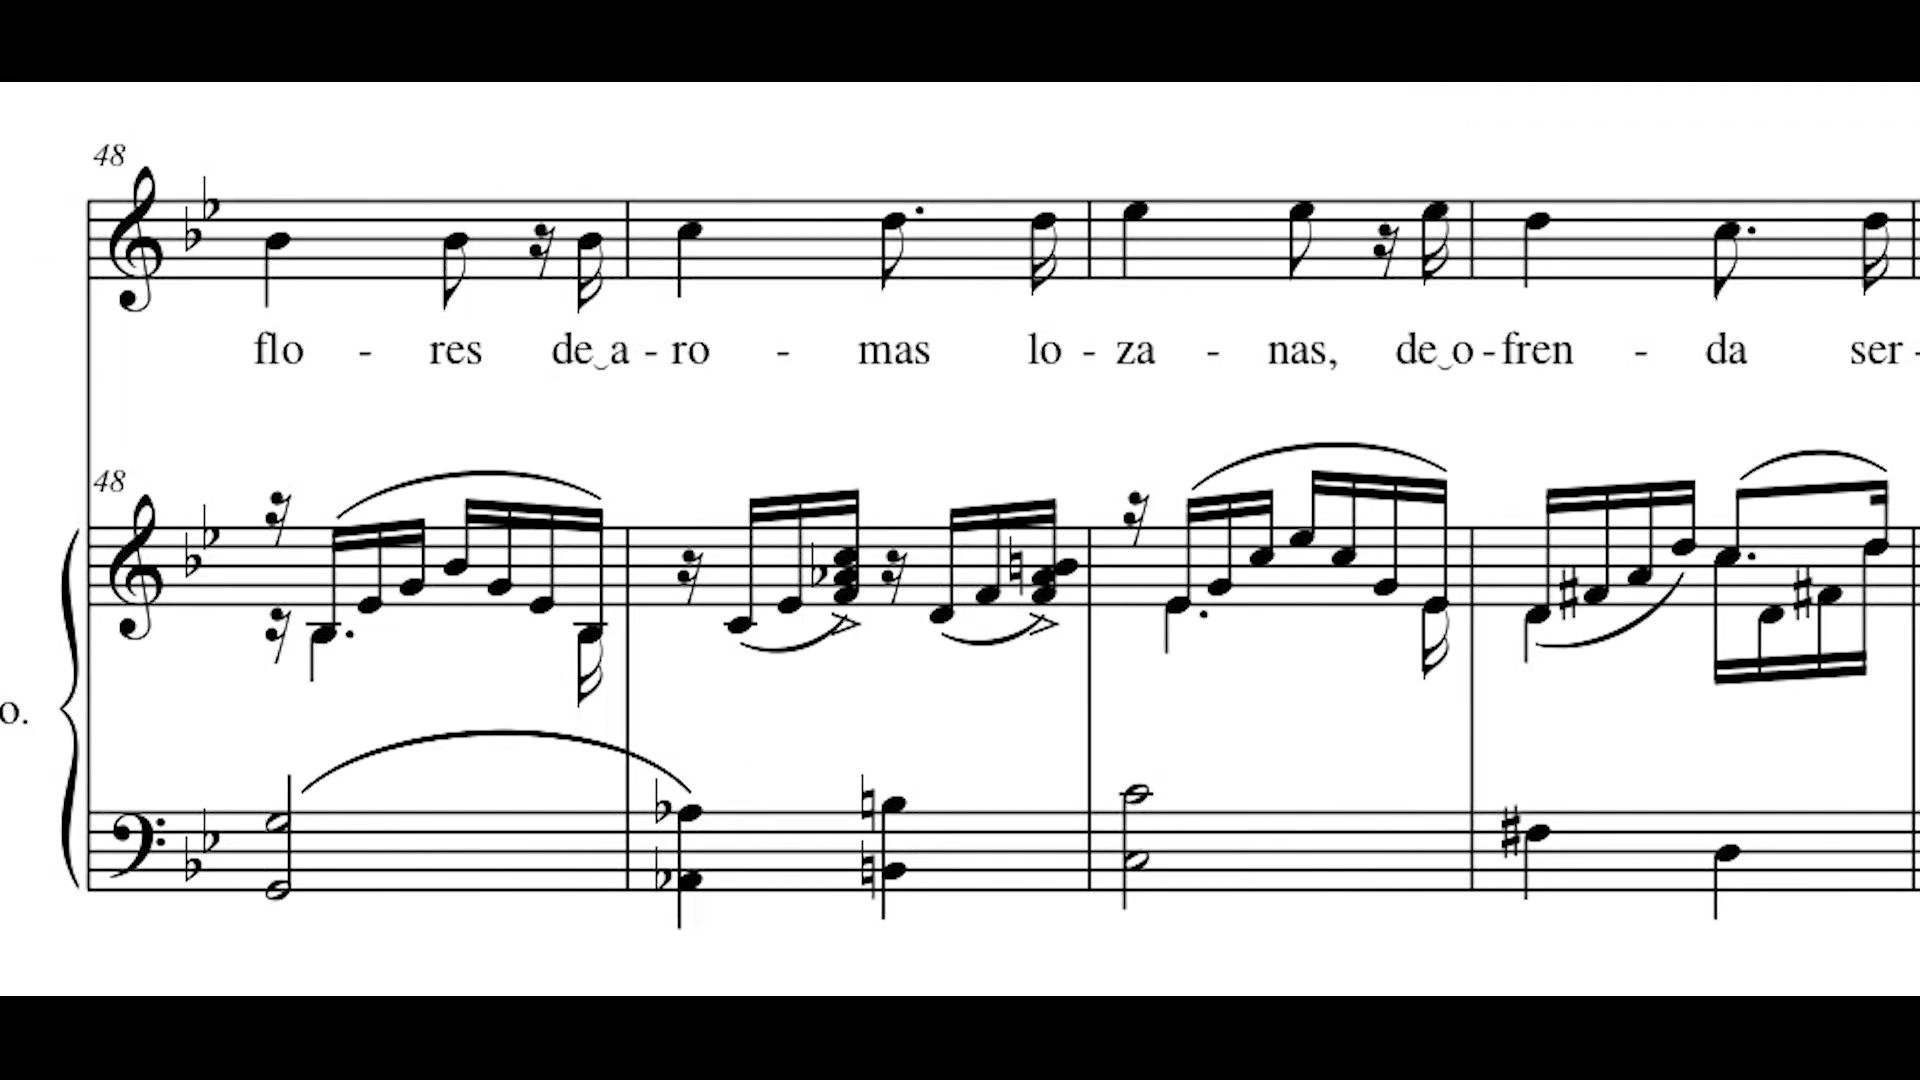 48
flo - res de‿a - ro - mas lo - za - nas, de‿o - fren - da ser -
48
o.